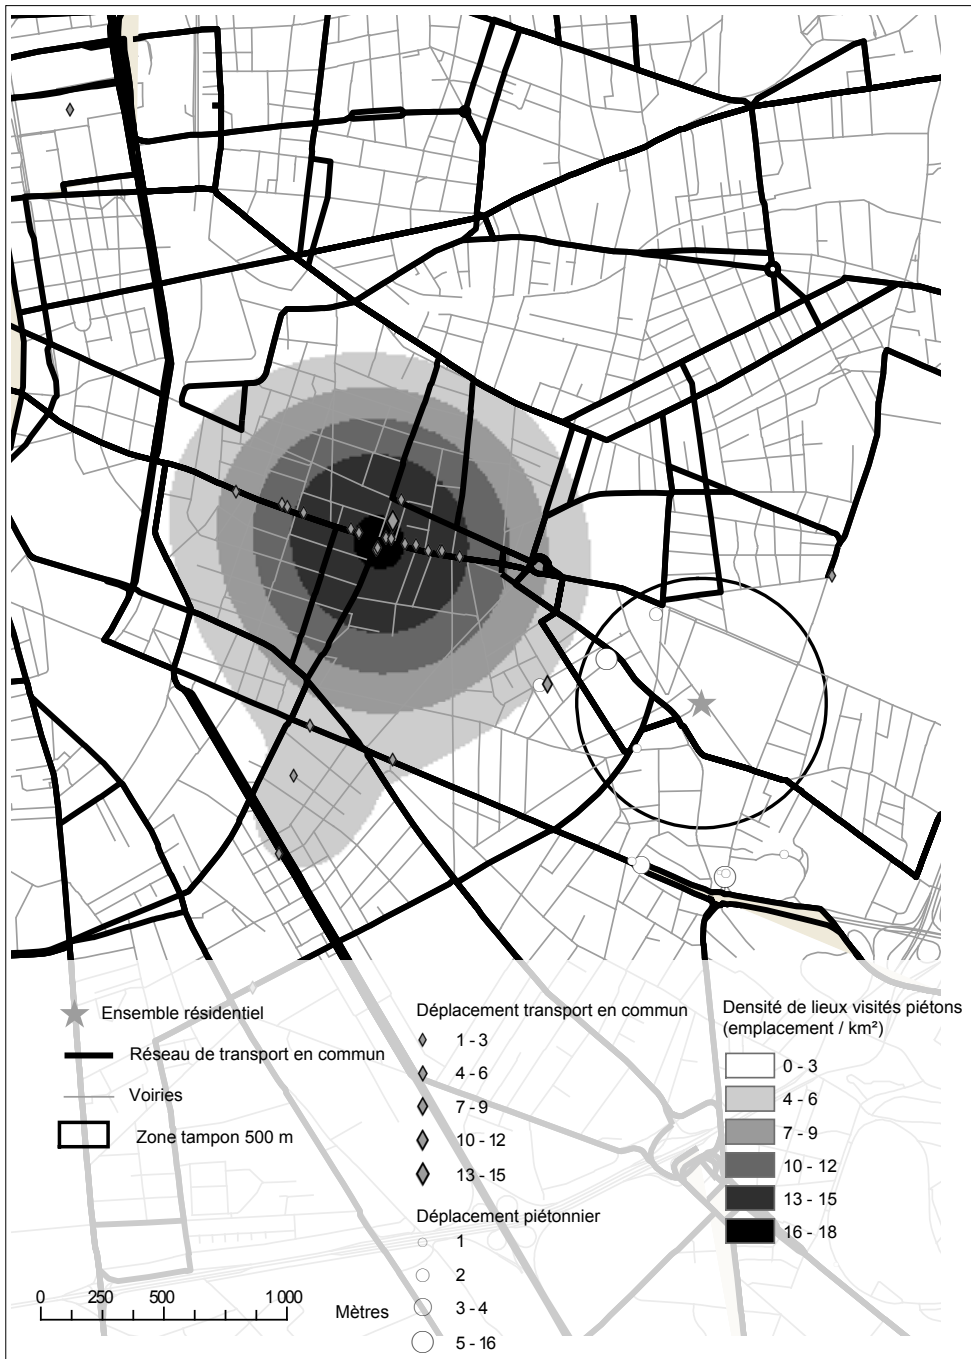 Ensemble résidentiel
Réseau de transport en commun
Voiries
Zone tampon 500 m
0 250 500 1 000
Mètres
Déplacement transport en commun
1 - 3
4 - 6
7 - 9
10 - 12
13 - 15
Déplacement piétonnier
1
2
3 - 4
5 - 16
Densité de lieux visités piétons
(emplacement / km²)
0 - 3
4 - 6
7 - 9
10 - 12
13 - 15
16 - 18